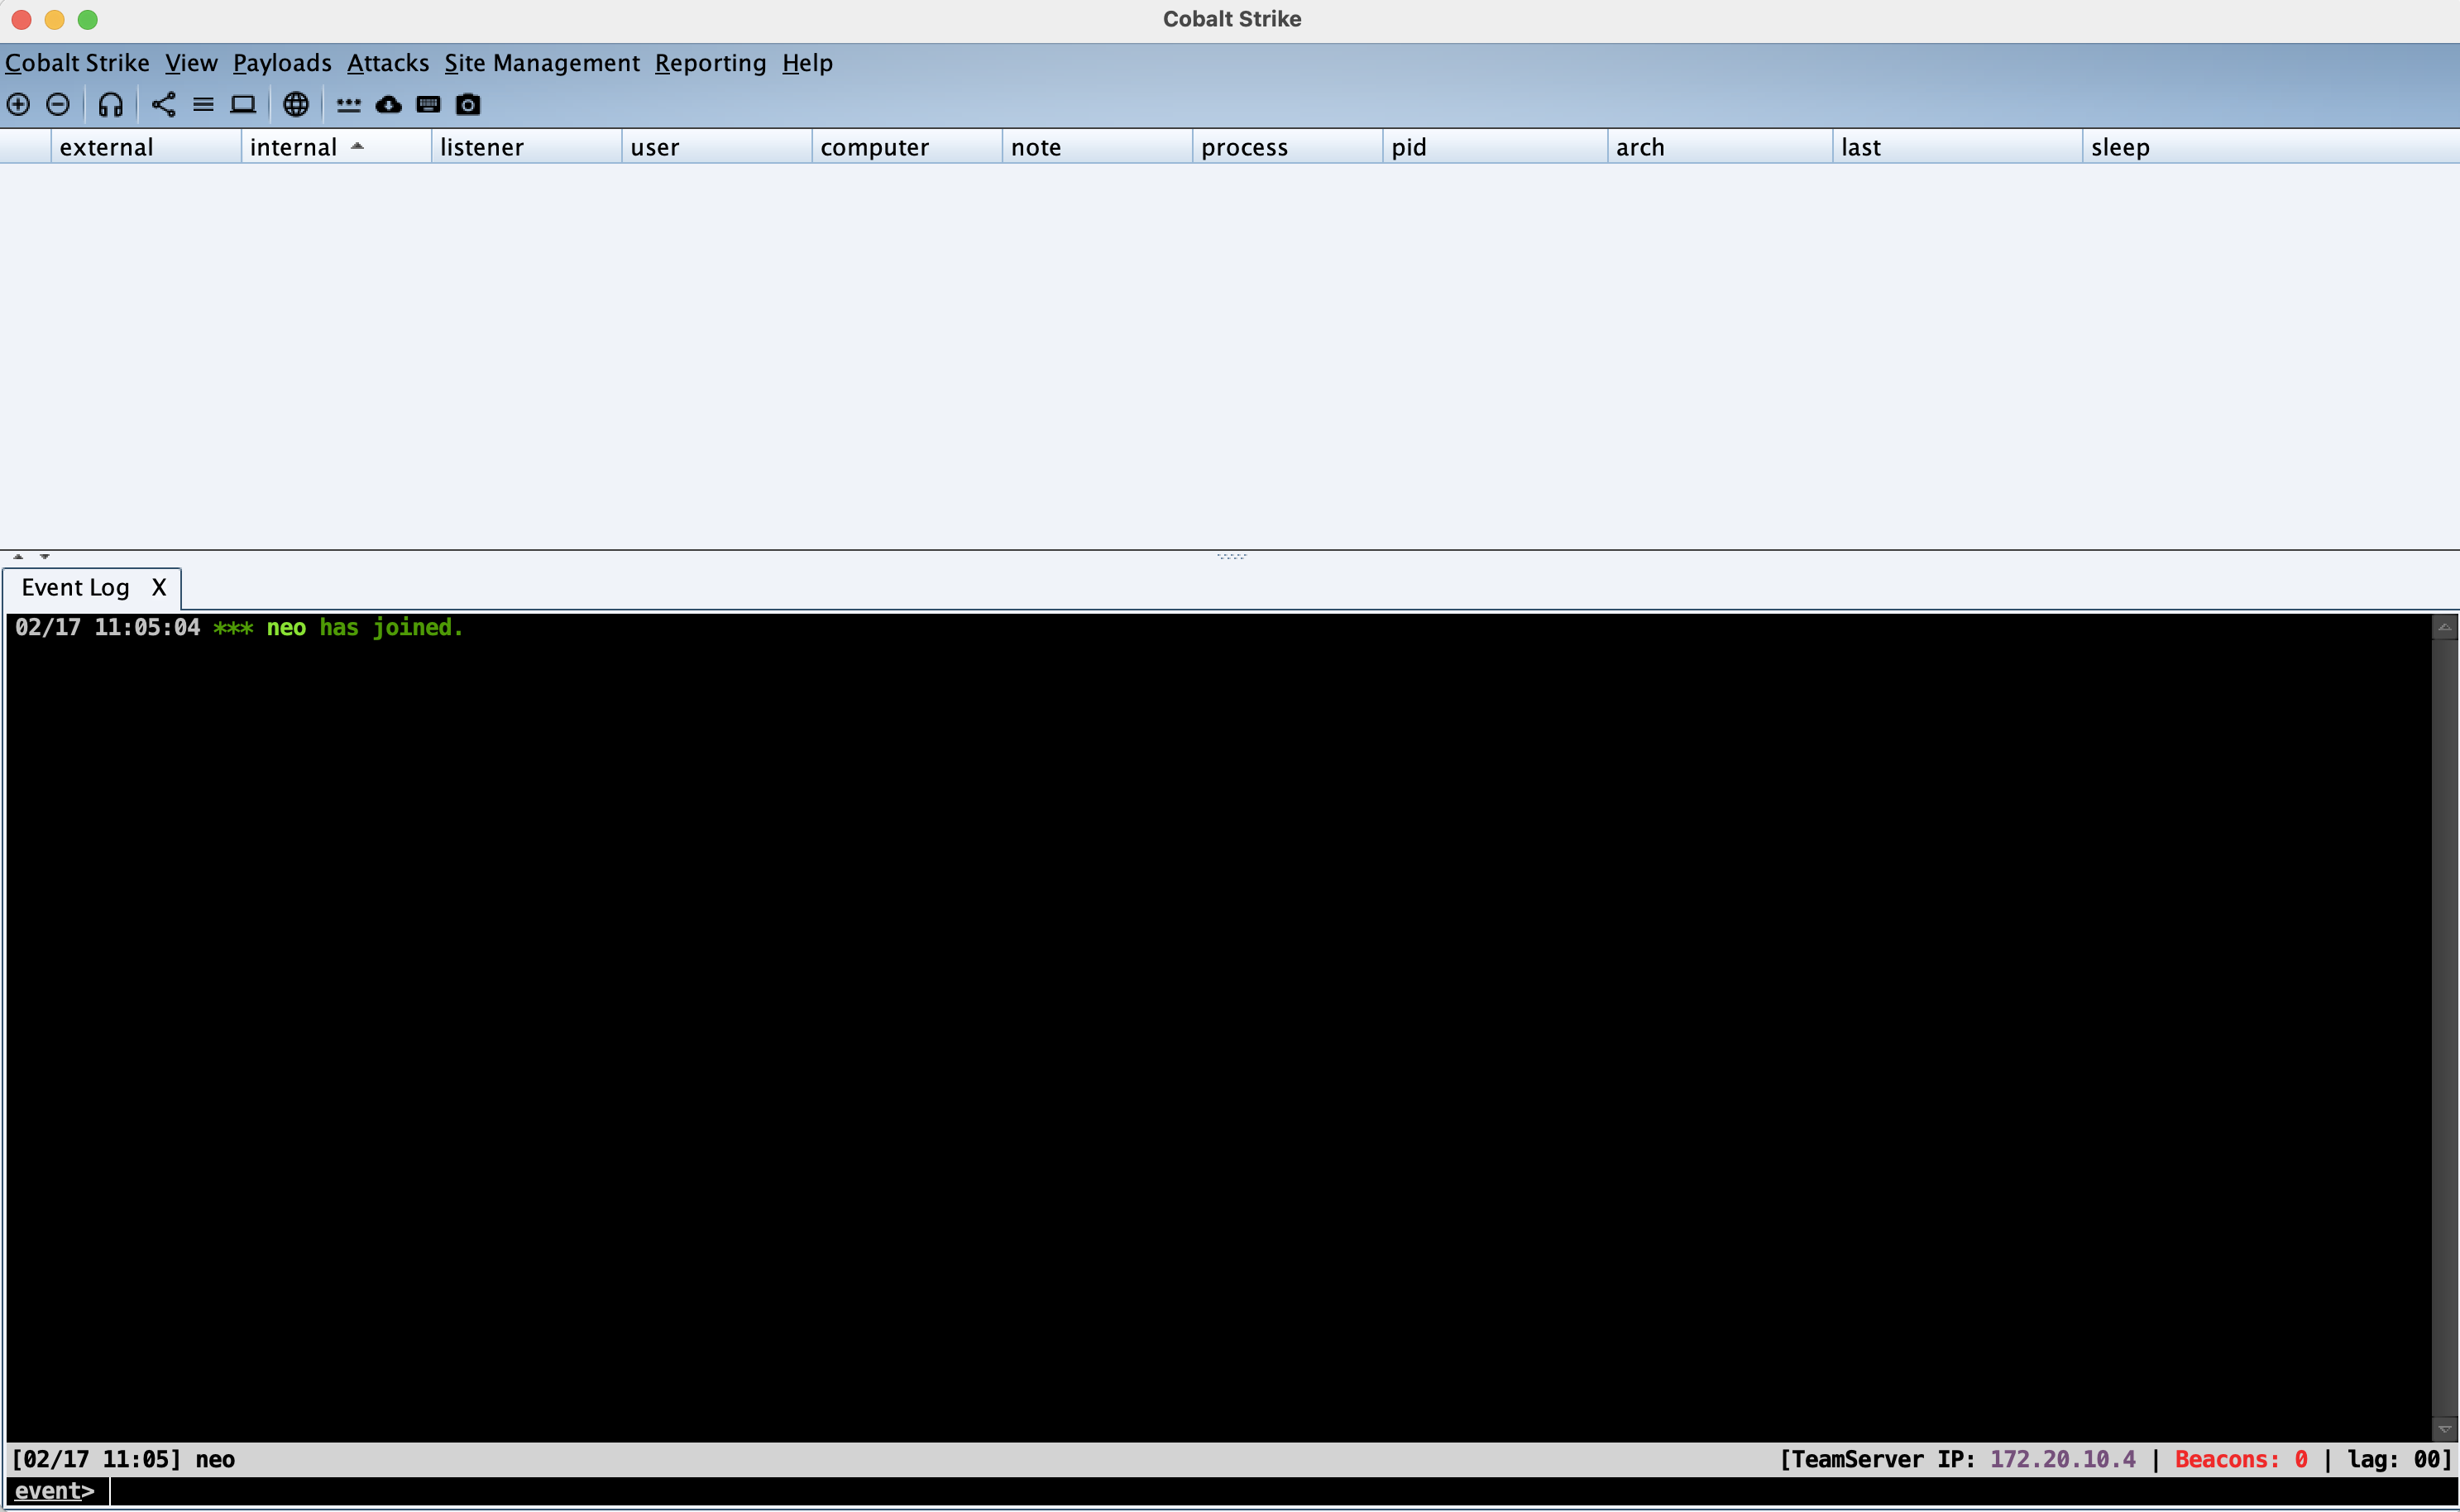 Cobalt Strike
Cobalt Strike View Payloads Attacks Site Management Reporting Help
external internal listener user computer note process pid arch last sleep
Event Log X
02/17 11:05:04 *** neo has joined.
[02/17 11:05] neo [TeamServer IP: 172.20.10.4 | Beacons: 0 | lag: 00]
event>